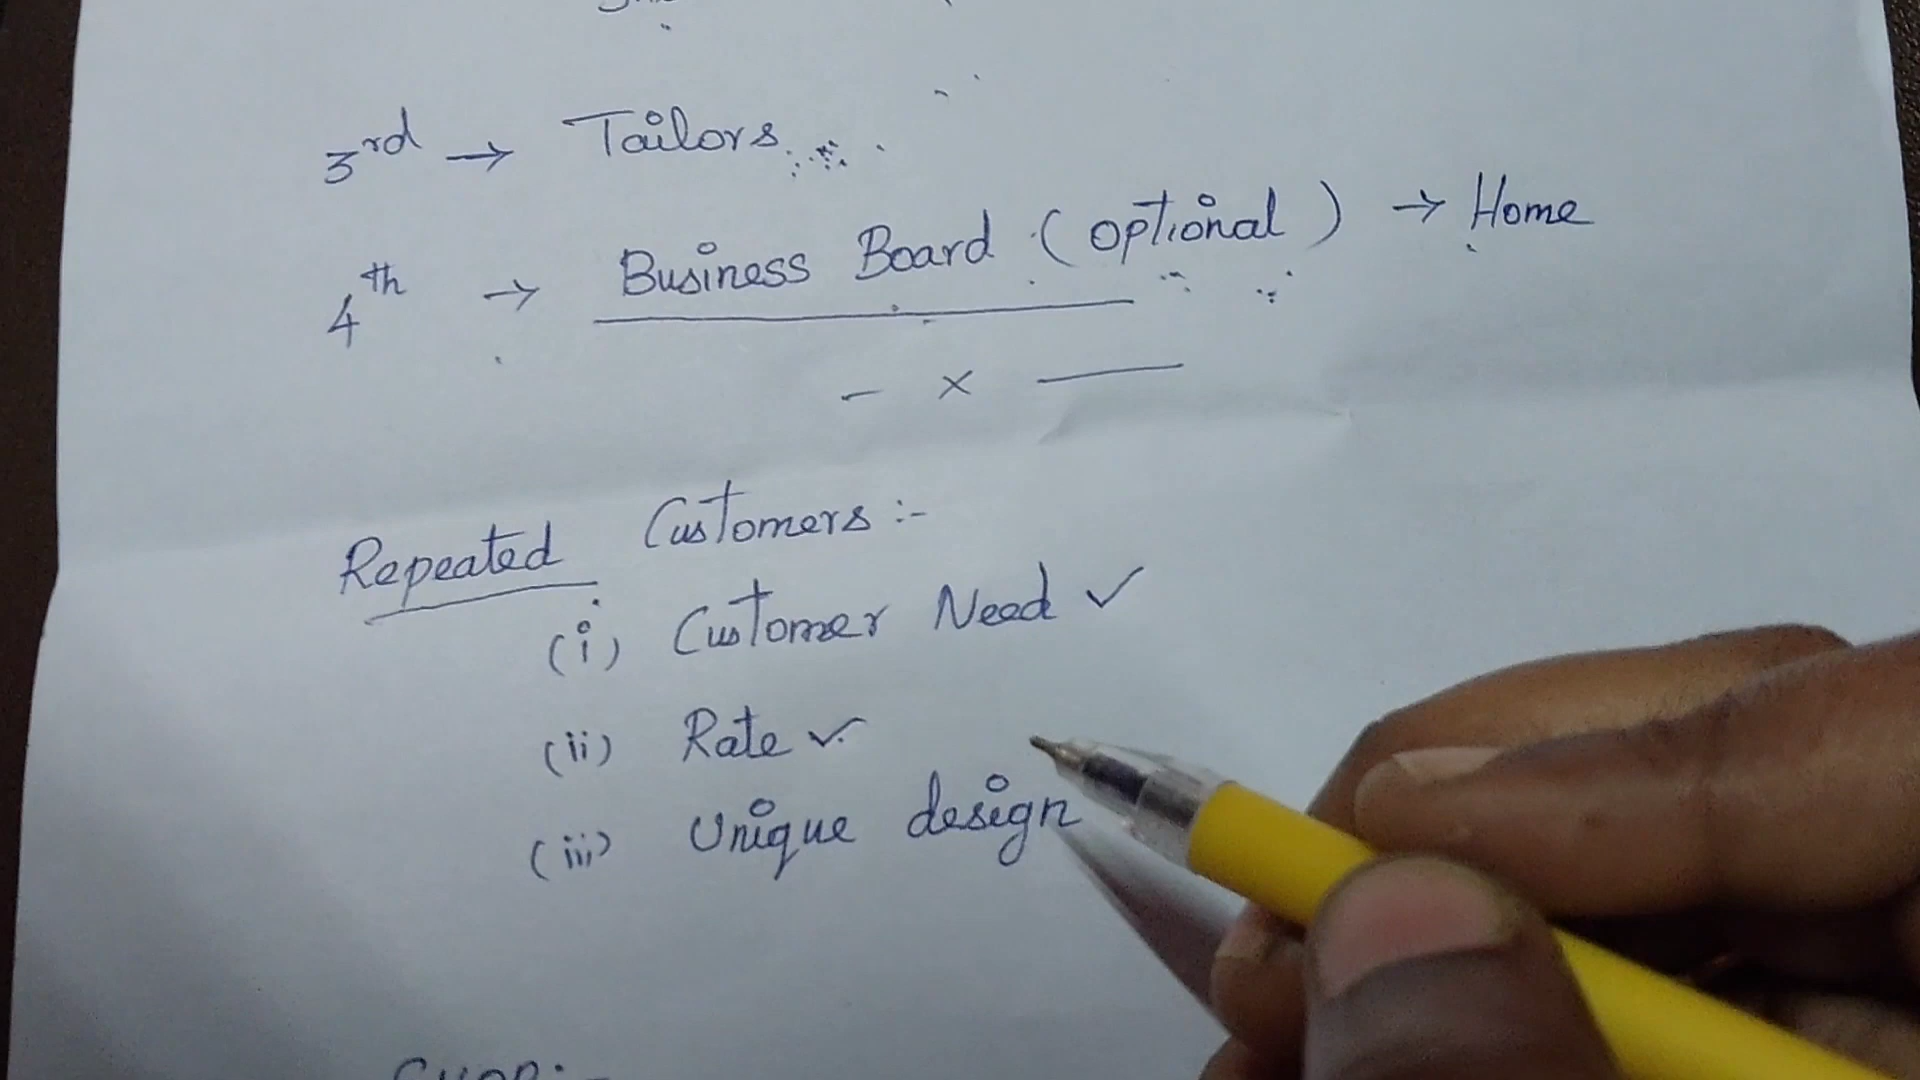 3rd → Tailors
4th → Business Board (optional) → Home
— x —
Repeated Customers :-
(i) Customer Need ✓
(ii) Rate ✓
(iii) Unique design